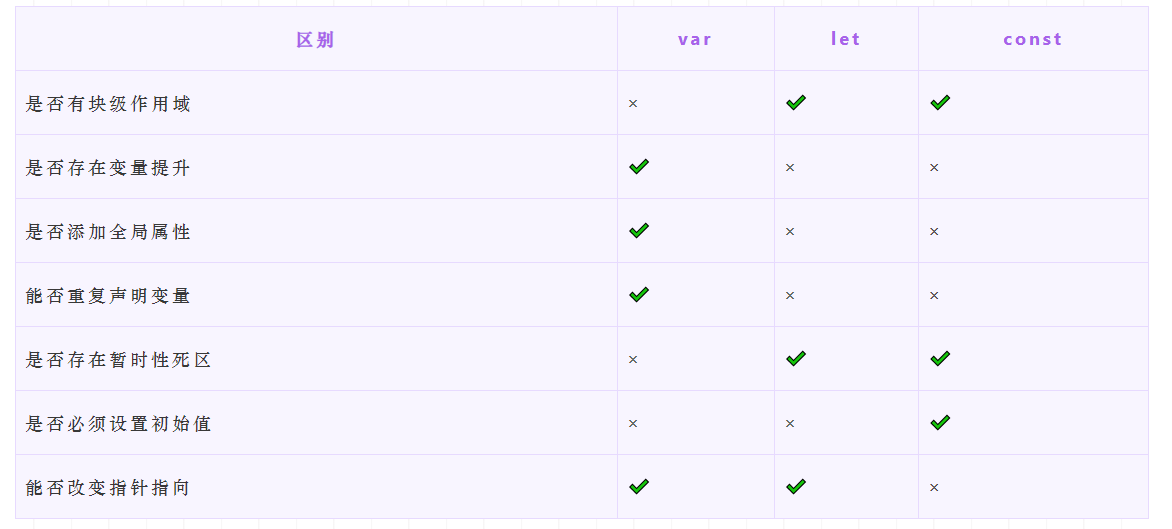 区别 var let const
是否有块级作用域 × ✔ ✔
是否存在变量提升 ✔ × ×
是否添加全局属性 ✔ × ×
能否重复声明变量 ✔ × ×
是否存在暂时性死区 × ✔ ✔
是否必须设置初始值 × × ✔
能否改变指针指向 ✔ ✔ ×